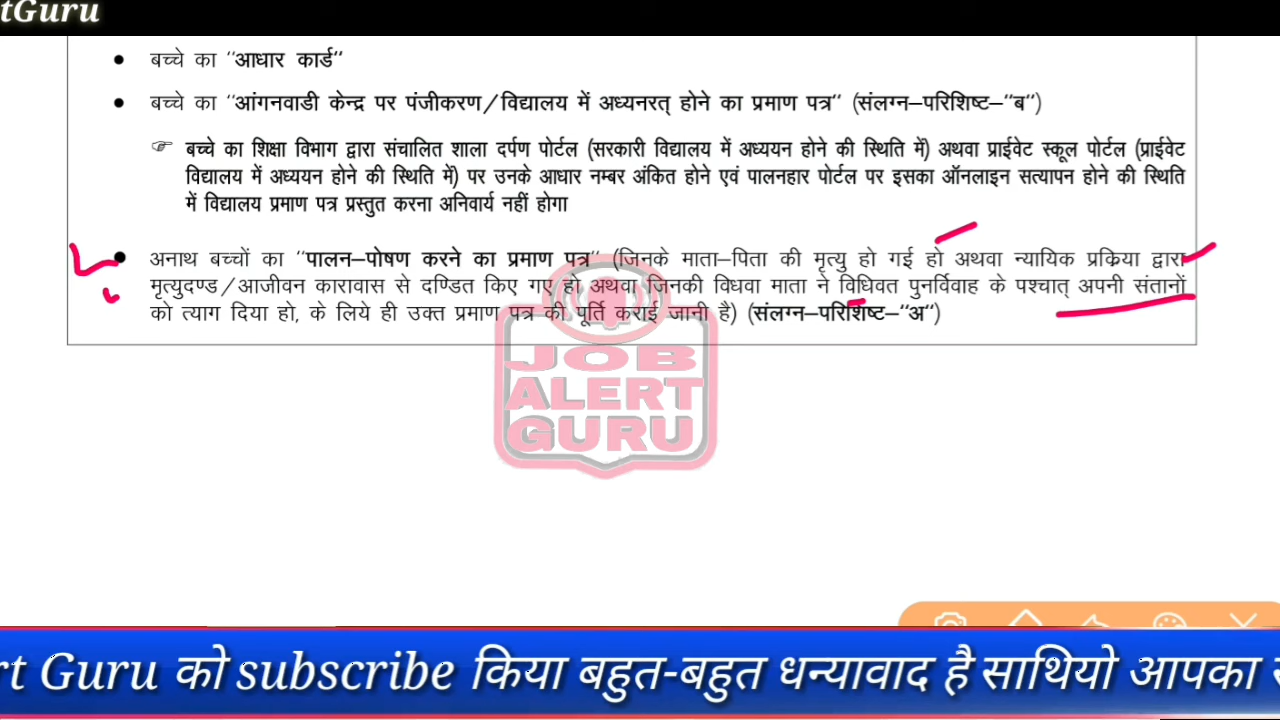 tGuru
• बच्चे का "आधार कार्ड"
• बच्चे का "आंगनवाडी केन्द्र पर पंजीकरण/विद्यालय में अध्यनरत् होने का प्रमाण पत्र" (संलग्न–परिशिष्ट–"ब")
☞ बच्चे का शिक्षा विभाग द्वारा संचालित शाला दर्पण पोर्टल (सरकारी विद्यालय में अध्ययन होने की स्थिति में) अथवा प्राईवेट स्कूल पोर्टल (प्राईवेट
विद्यालय में अध्ययन होने की स्थिति में) पर उनके आधार नम्बर अंकित होने एवं पालनहार पोर्टल पर इसका ऑनलाइन सत्यापन होने की स्थिति
में विद्यालय प्रमाण पत्र प्रस्तुत करना अनिवार्य नहीं होगा
• अनाथ बच्चों का "पालन–पोषण करने का प्रमाण पत्र" (जिनके माता–पिता की मृत्यु हो गई हो अथवा न्यायिक प्रक्रिया द्वारा
मृत्युदण्ड/आजीवन कारावास से दण्डित किए गए हो अथवा जिनकी विधवा माता ने विधिवत पुनर्विवाह के पश्चात् अपनी संतानों
को त्याग दिया हो, के लिये ही उक्त प्रमाण पत्र की पूर्ति कराई जानी है) (संलग्न–परिशिष्ट–"अ")
JOB
ALERT
GURU
rt Guru को subscribe किया बहुत-बहुत धन्यावाद है साथियो आपका